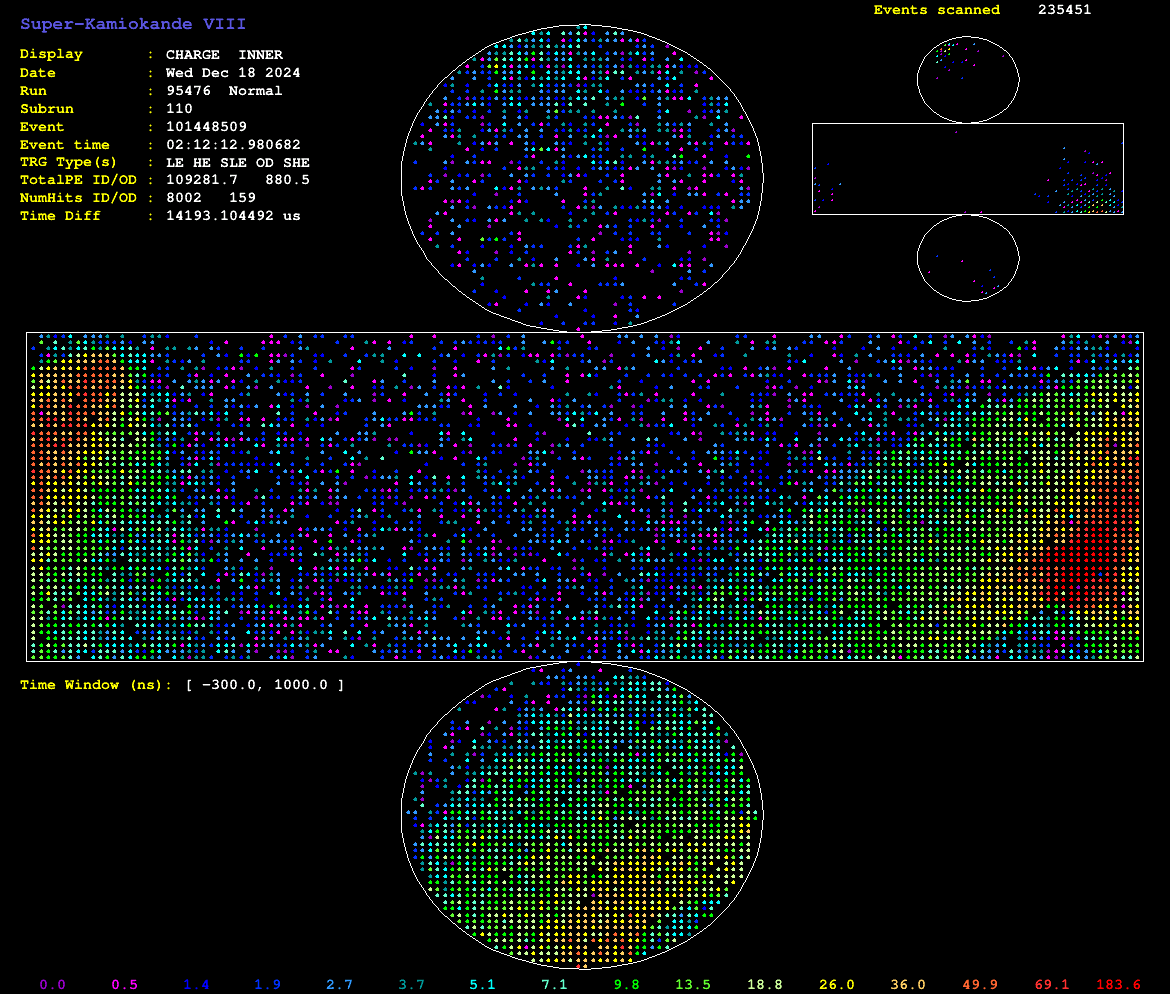 Super-Kamiokande VIII
Events scanned 235451
Display : CHARGE INNER
Date : Wed Dec 18 2024
Run : 95476 Normal
Subrun : 110
Event : 101448509
Event time : 02:12:12.980682
TRG Type(s) : LE HE SLE OD SHE
TotalPE ID/OD : 109281.7 880.5
NumHits ID/OD : 8002 159
Time Diff : 14193.104492 us
Time Window (ns): [ −300.0, 1000.0 ]
0.0 0.5 1.4 1.9 2.7 3.7 5.1 7.1 9.8 13.5 18.8 26.0 36.0 49.9 69.1 183.6